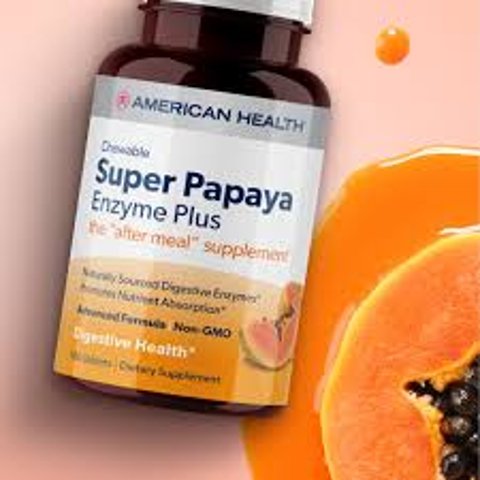 AMERICAN HEALTH
Chewable
Super Papaya
Enzyme Plus
the "after meal" supplement
Naturally Sourced Digestive Enzymes*
Promotes Nutrient Absorption*
Advanced Formula Non-GMO
Digestive Health*
Tablets | Dietary Supplement